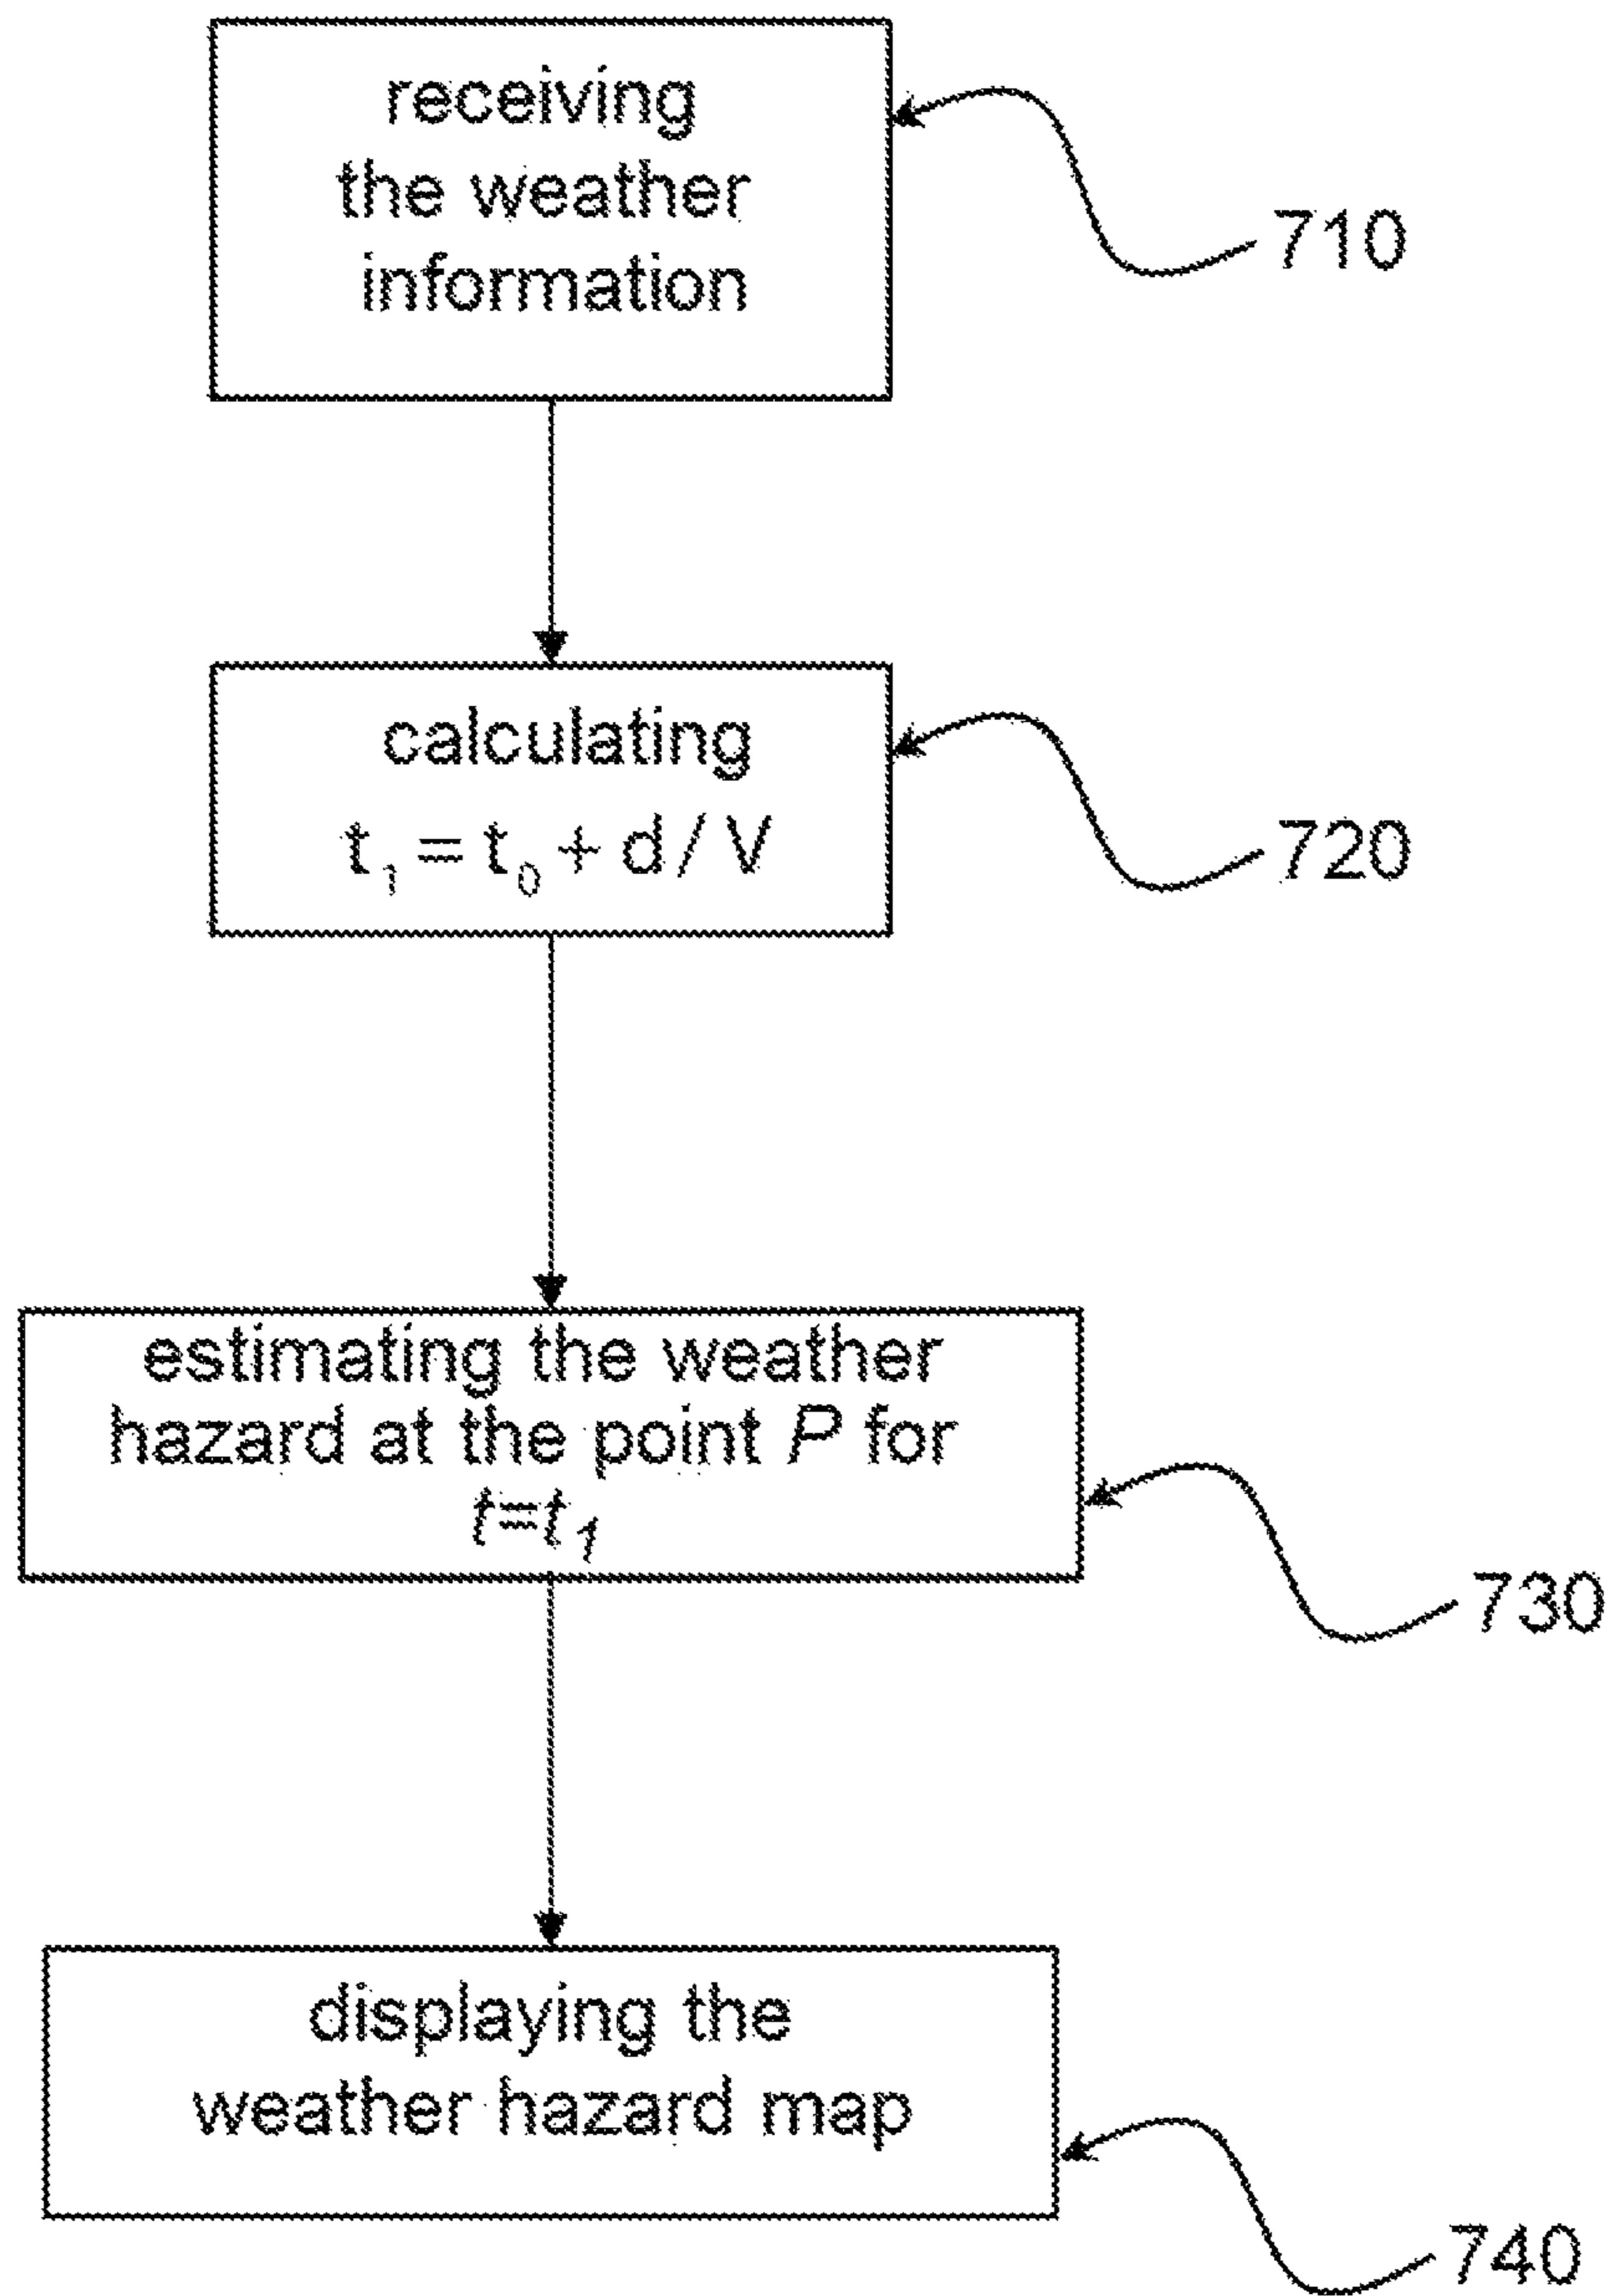 receiving
the weather
information
710
calculating
t₁ = t₀ + d / V
720
estimating the weather
hazard at the point P for
t=t₁
730
displaying the
weather hazard map
740